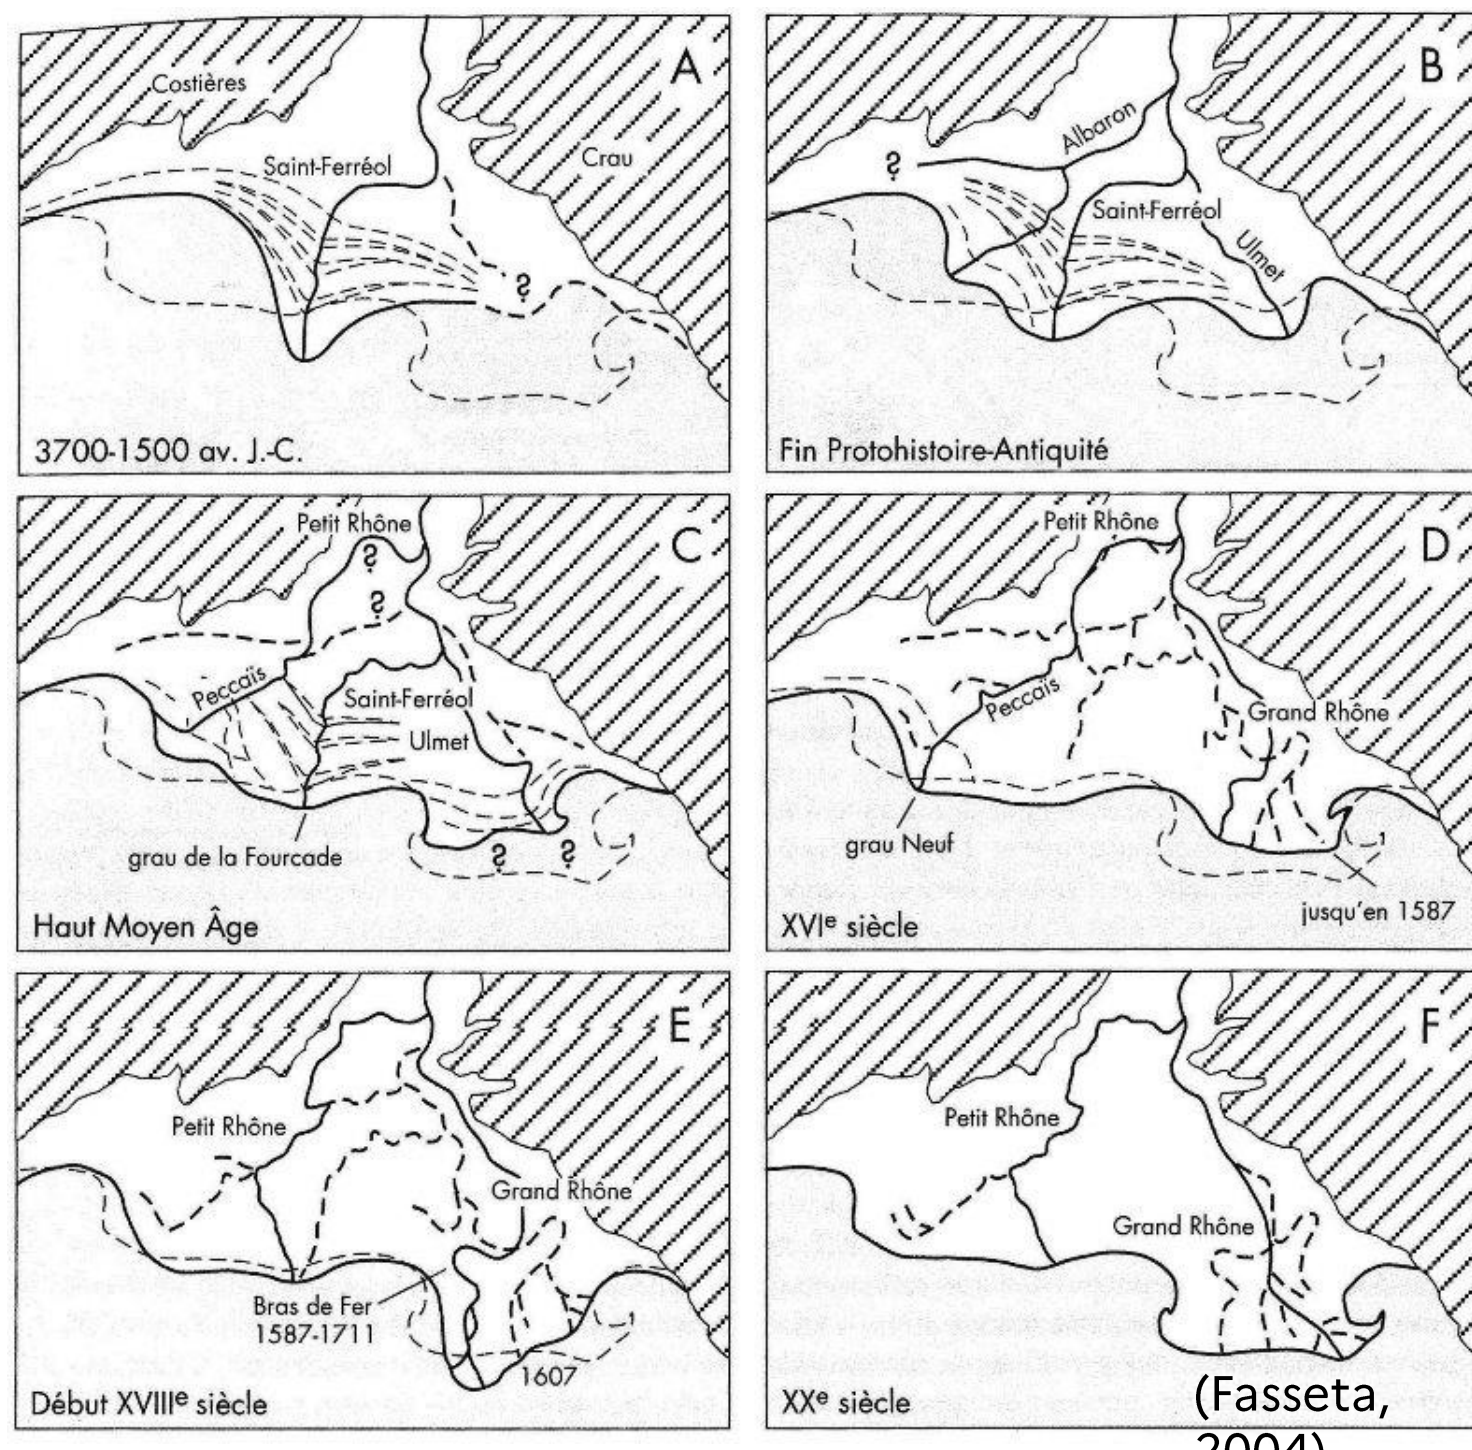 A
Costières
Saint-Ferréol
Crau
?
3700-1500 av. J.-C.
B
Albaron
?
Saint-Ferréol
Ulmet
Fin Protohistoire-Antiquité
C
Petit Rhône
?
?
Peccaïs
Saint-Ferréol
Ulmet
grau de la Fourcade
?
?
Haut Moyen Âge
D
Petit Rhône
Peccaïs
Grand Rhône
grau Neuf
jusqu'en 1587
XVIe siècle
E
Petit Rhône
Grand Rhône
Bras de Fer
1587-1711
1607
Début XVIIIe siècle
F
Petit Rhône
Grand Rhône
XXe siècle
(Fasseta,
2004)